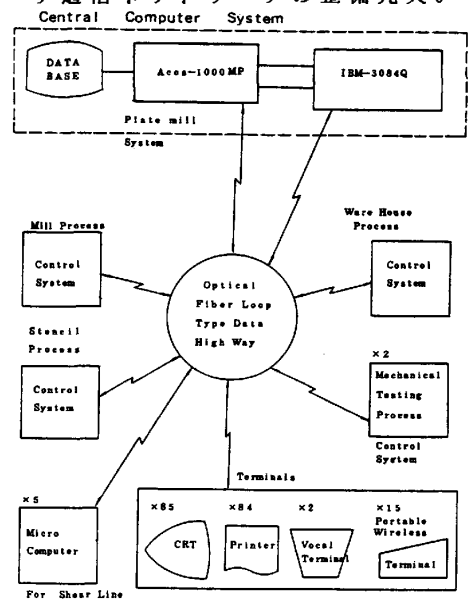 Central Computer System
DATA BASE
Acos-1000MP
IBM-3084Q
Plate mill System
Mill Process
Control System
Ware House Process
Control System
Optical Fiber Loop Type Data High Way
Stencil Process
Control System
×2
Mechanical Testing Process
Control System
Terminals
×5
Micro Computer
For Shear Line
×65
CRT
×84
Printer
×2
Vocal Terminal
×15
Portable Wireless
Terminal